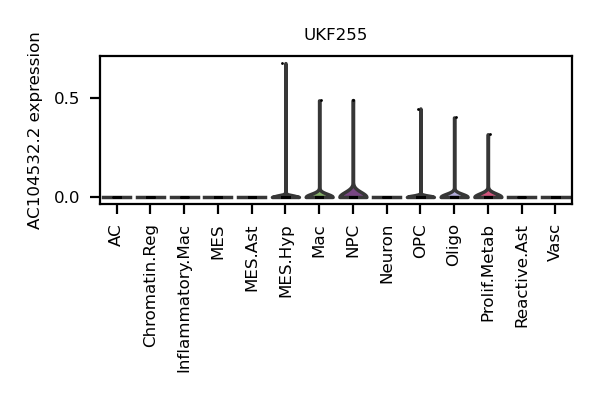 UKF255
AC104532.2 expression
0.5
0.0
AC
Chromatin.Reg
Inflammatory.Mac
MES
MES.Ast
MES.Hyp
Mac
NPC
Neuron
OPC
Oligo
Prolif.Metab
Reactive.Ast
Vasc